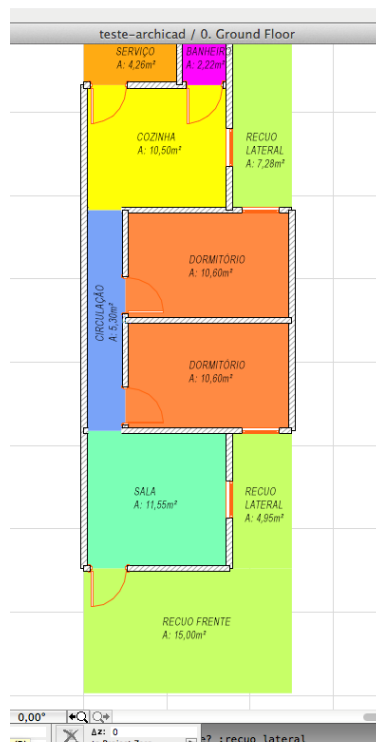 teste-archicad / 0. Ground Floor
SERVIÇO
A: 4,26m²
BANHEIRO
A: 2,22m²
COZINHA
A: 10,50m²
RECUO
LATERAL
A: 7,28m²
DORMITÓRIO
A: 10,60m²
CIRCULAÇÃO
A: 5,30m²
DORMITÓRIO
A: 10,60m²
SALA
A: 11,55m²
RECUO
LATERAL
A: 4,95m²
RECUO FRENTE
A: 15,00m²
0,00°
Δz: 0
e? :recuo lateral